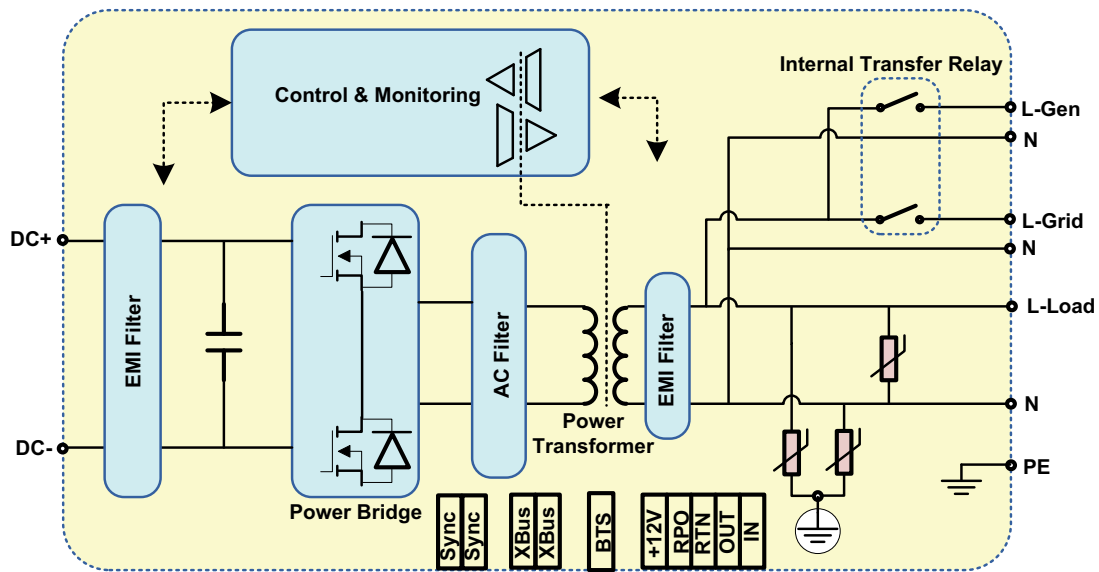 Control & Monitoring
Internal Transfer Relay
L-Gen
N
L-Grid
N
DC+
EMI Filter
AC Filter
EMI Filter
L-Load
Power
Transformer
N
DC-
PE
Power Bridge
Sync
Sync
XBus
XBus
BTS
+12V
RPO
RTN
OUT
IN